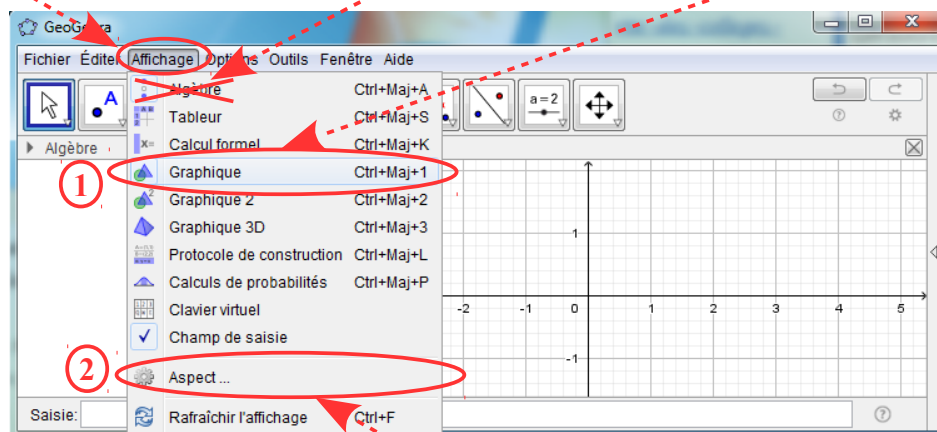 GeoGebra
Fichier Éditer Affichage Options Outils Fenêtre Aide
A
a=2
Algèbre Ctrl+Maj+A
Tableur Ctrl+Maj+S
x= Calcul formel Ctrl+Maj+K
Algèbre
1 Graphique Ctrl+Maj+1
2 Graphique 2 Ctrl+Maj+2
Graphique 3D Ctrl+Maj+3
1
Protocole de construction Ctrl+Maj+L
Calculs de probabilités Ctrl+Maj+P
Clavier virtuel
-2 -1 0 1 2 3 4 5
Champ de saisie
-1
2 Aspect ...
Saisie: Rafraîchir l'affichage Ctrl+F